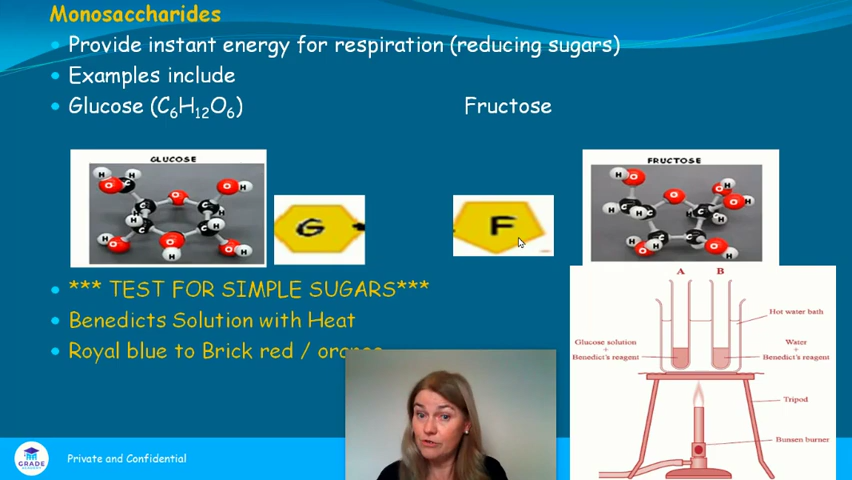 Monosaccharides
Provide instant energy for respiration (reducing sugars)
Examples include
Glucose (C6H12O6)
Fructose
GLUCOSE
FRUCTOSE
H H H O H O C C C O C H C H H H O H O O H H
G
F
*** TEST FOR SIMPLE SUGARS***
Benedicts Solution with Heat
Royal blue to Brick red / orange
A B
Hot water bath
Glucose solution
+
Benedict's reagent
Water
+
Benedict's reagent
Tripod
Bunsen burner
GRADE
Private and Confidential